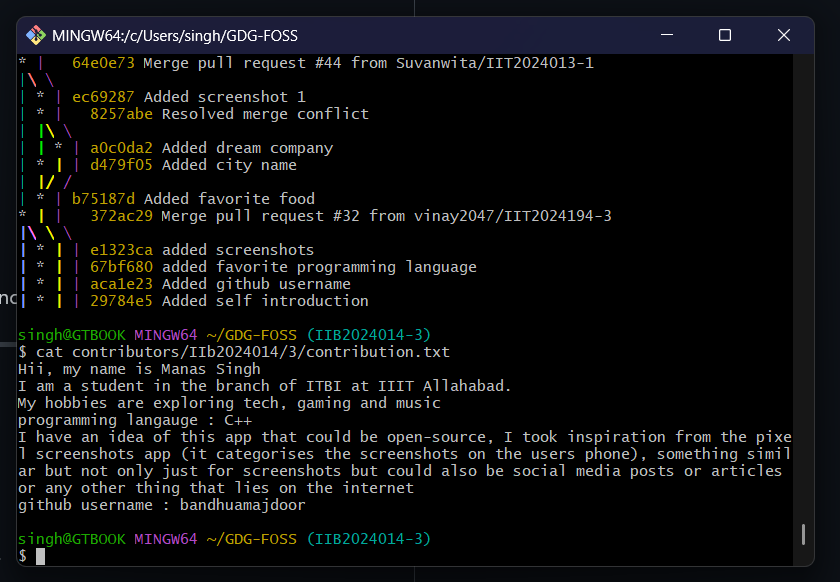 MINGW64:/c/Users/singh/GDG-FOSS
* |   64e0e73 Merge pull request #44 from Suvanwita/IIT2024013-1
|\ \
| * | ec69287 Added screenshot 1
| * |   8257abe Resolved merge conflict
| |\ \
| | * | a0c0da2 Added dream company
| * | | d479f05 Added city name
| |/ /
| * | b75187d Added favorite food
* | |   372ac29 Merge pull request #32 from vinay2047/IIT2024194-3
|\ \ \
| * | | e1323ca added screenshots
| * | | 67bf680 added favorite programming language
| * | | aca1e23 Added github username
| * | | 29784e5 Added self introduction
singh@GTBOOK MINGW64 ~/GDG-FOSS (IIB2024014-3)
$ cat contributors/IIb2024014/3/contribution.txt
Hii, my name is Manas Singh
I am a student in the branch of ITBI at IIIT Allahabad.
My hobbies are exploring tech, gaming and music
programming langauge : C++
I have an idea of this app that could be open-source, I took inspiration from the pixe
l screenshots app (it categorises the screenshots on the users phone), something simil
ar but not only just for screenshots but could also be social media posts or articles
or any other thing that lies on the internet
github username : bandhuamajdoor
singh@GTBOOK MINGW64 ~/GDG-FOSS (IIB2024014-3)
$